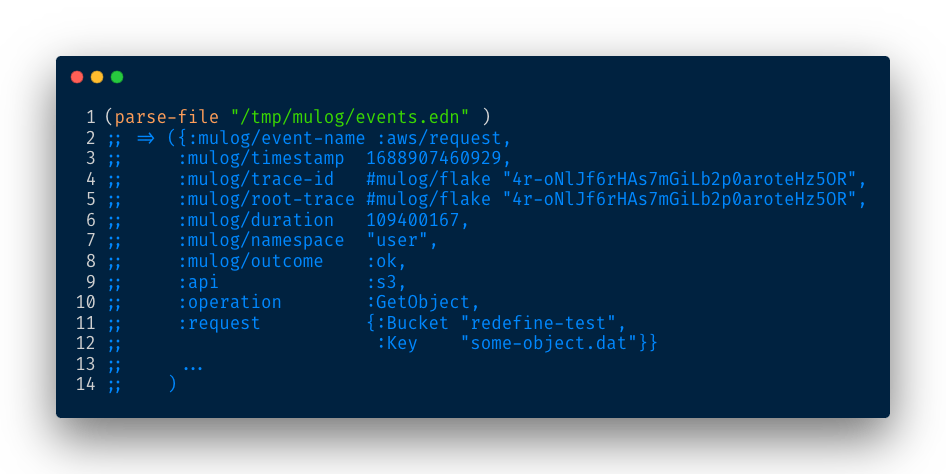 1 (parse-file "/tmp/mulog/events.edn" )
2 ;; => ({:mulog/event-name :aws/request,
3 ;;     :mulog/timestamp  1688907460929,
4 ;;     :mulog/trace-id   #mulog/flake "4r-oNlJf6rHAs7mGiLb2p0aroteHz5OR",
5 ;;     :mulog/root-trace #mulog/flake "4r-oNlJf6rHAs7mGiLb2p0aroteHz5OR",
6 ;;     :mulog/duration   109400167,
7 ;;     :mulog/namespace  "user",
8 ;;     :mulog/outcome    :ok,
9 ;;     :api              :s3,
10 ;;     :operation        :GetObject,
11 ;;     :request          {:Bucket "redefine-test",
12 ;;                        :Key    "some-object.dat"}}
13 ;;      ...
14 ;;    )